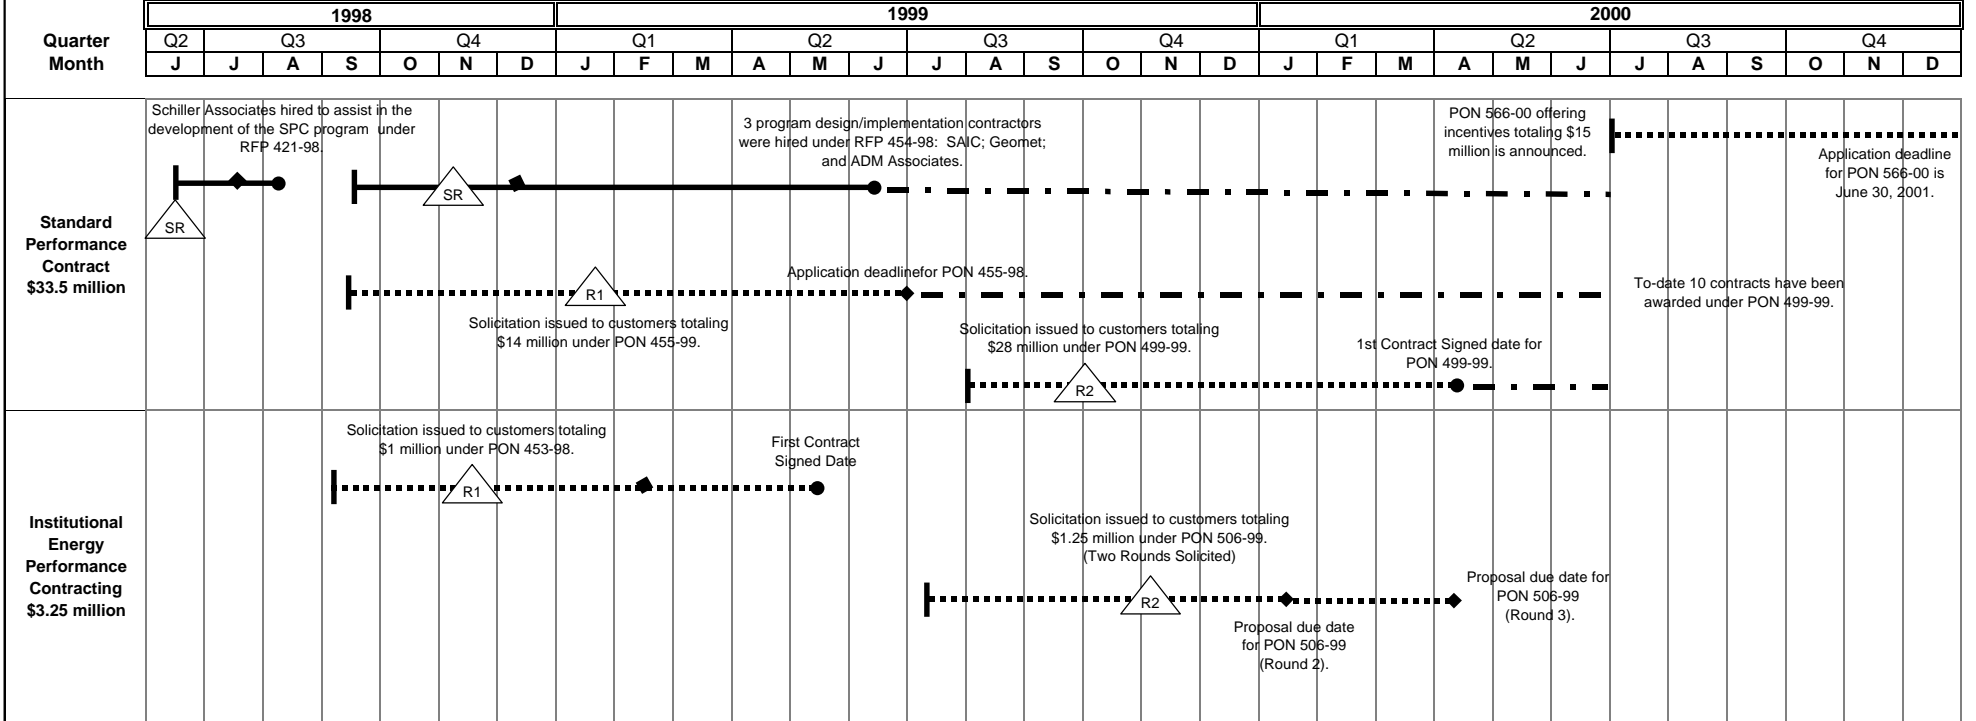 1998 1999 2000
Quarter Q2 Q3 Q4 Q1 Q2 Q3 Q4 Q1 Q2 Q3 Q4
Month J J A S O N D J F M A M J J A S O N D J F M A M J J A S O N D
Schiller Associates hired to assist in the
development of the SPC program under
RFP 421-98.
3 program design/implementation contractors
were hired under RFP 454-98: SAIC; Geomet;
and ADM Associates.
PON 566-00 offering
incentives totaling $15
million is announced.
Application deadline
for PON 566-00 is
June 30, 2001.
SR
SR
Standard
Performance
Contract
$33.5 million
Application deadlinefor PON 455-98.
R1
To-date 10 contracts have been
awarded under PON 499-99.
Solicitation issued to customers totaling
$14 million under PON 455-99.
Solicitation issued to customers totaling
$28 million under PON 499-99.
1st Contract Signed date for
PON 499-99.
R2
Solicitation issued to customers totaling
$1 million under PON 453-98.
First Contract
Signed Date
R1
Institutional
Energy
Performance
Contracting
$3.25 million
Solicitation issued to customers totaling
$1.25 million under PON 506-99.
(Two Rounds Solicited)
R2
Proposal due date for
PON 506-99
(Round 3).
Proposal due date
for PON 506-99
(Round 2).